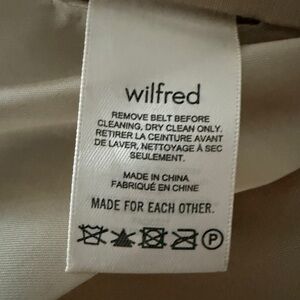 wilfred
REMOVE BELT BEFORE
CLEANING, DRY CLEAN ONLY.
RETIRER LA CEINTURE AVANT
DE LAVER, NETTOYAGE À SEC
SEULEMENT.
MADE IN CHINA
FABRIQUÉ EN CHINE
MADE FOR EACH OTHER.
P